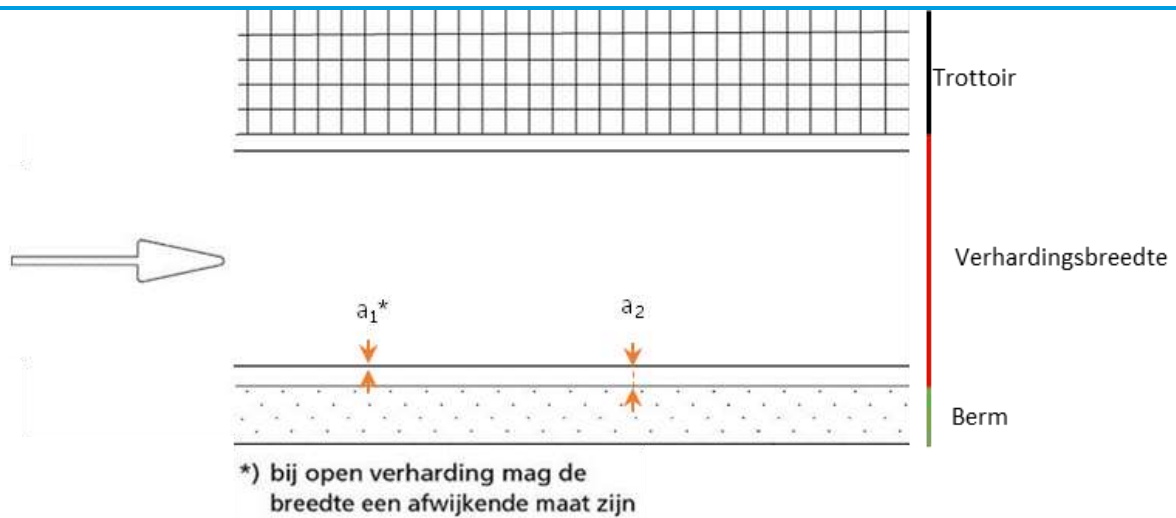 Trottoir
Verhardingsbreedte
a₁*
a₂
Berm
*) bij open verharding mag de
breedte een afwijkende maat zijn